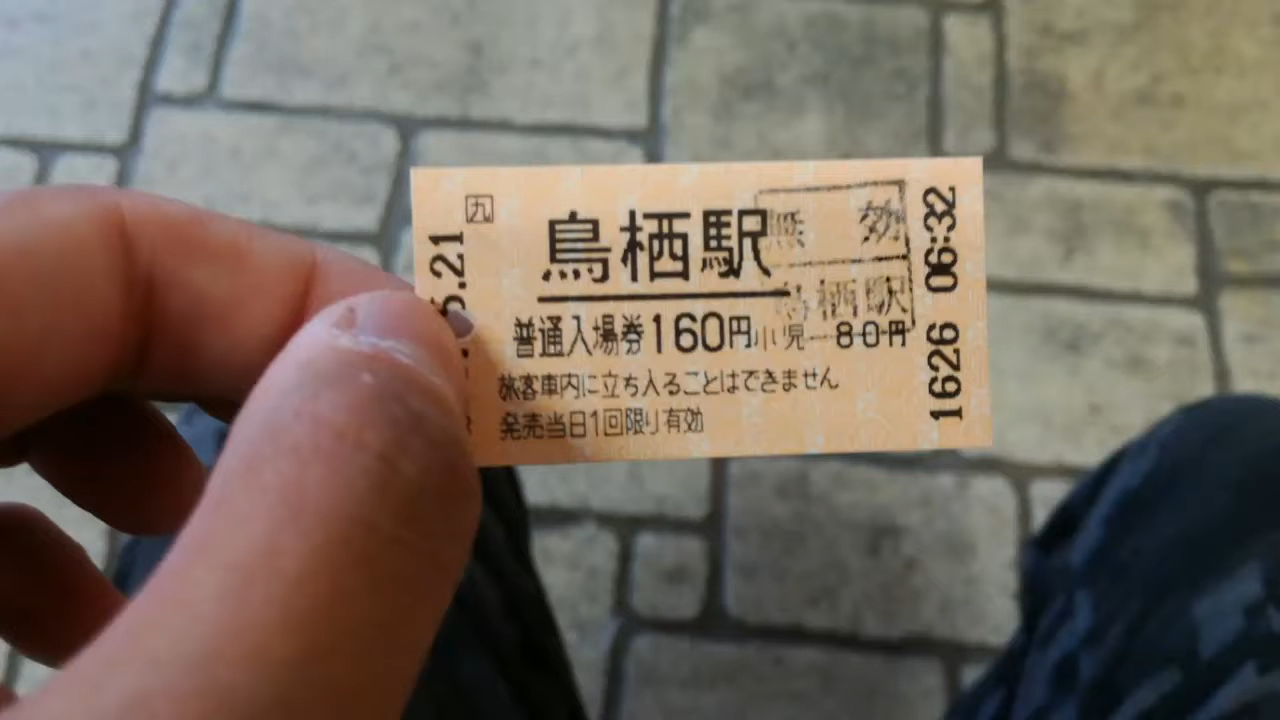 九
鳥栖駅
無効
鳥栖駅
普通入場券160円小児 80円
旅客車内に立ち入ることはできません
発売当日1回限り有効
.21
1626 06:32